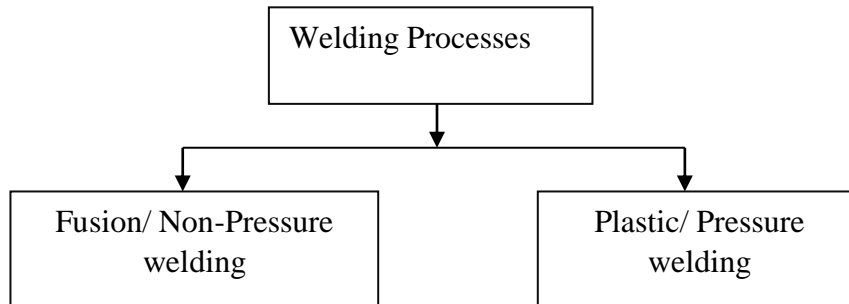 Welding Processes
Fusion/ Non-Pressure
welding
Plastic/ Pressure
welding